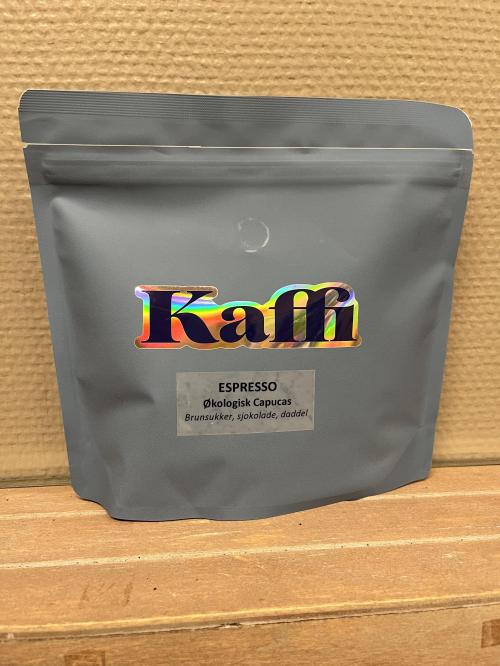 Kaffi
ESPRESSO
Økologisk Capucas
Brunsukker, sjokolade, daddel